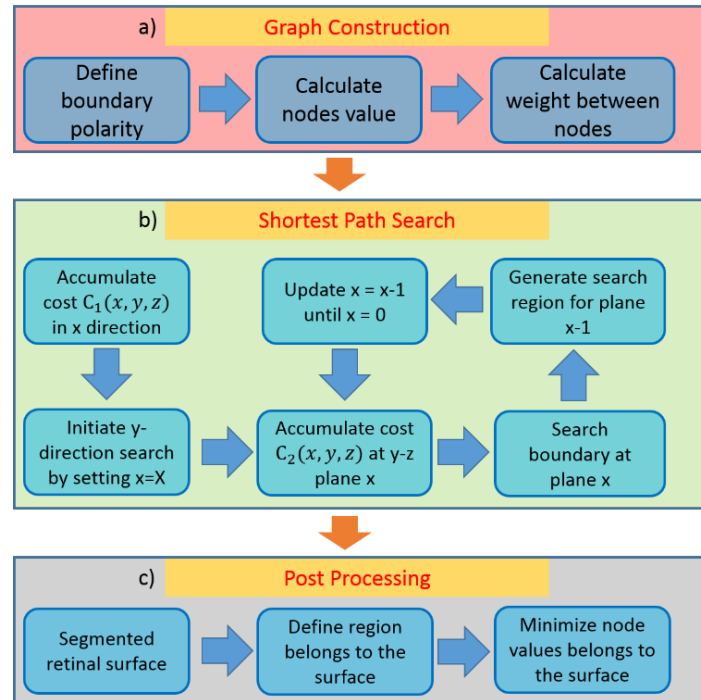 a) Graph Construction
Define
boundary
polarity
Calculate
nodes value
Calculate
weight between
nodes
b) Shortest Path Search
Accumulate
cost C₁(x, y, z)
in x direction
Update x = x-1
until x = 0
Generate search
region for plane
x-1
Initiate y-
direction search
by setting x=X
Accumulate cost
C₂(x, y, z) at y-z
plane x
Search
boundary at
plane x
c) Post Processing
Segmented
retinal surface
Define region
belongs to the
surface
Minimize node
values belongs to
the surface